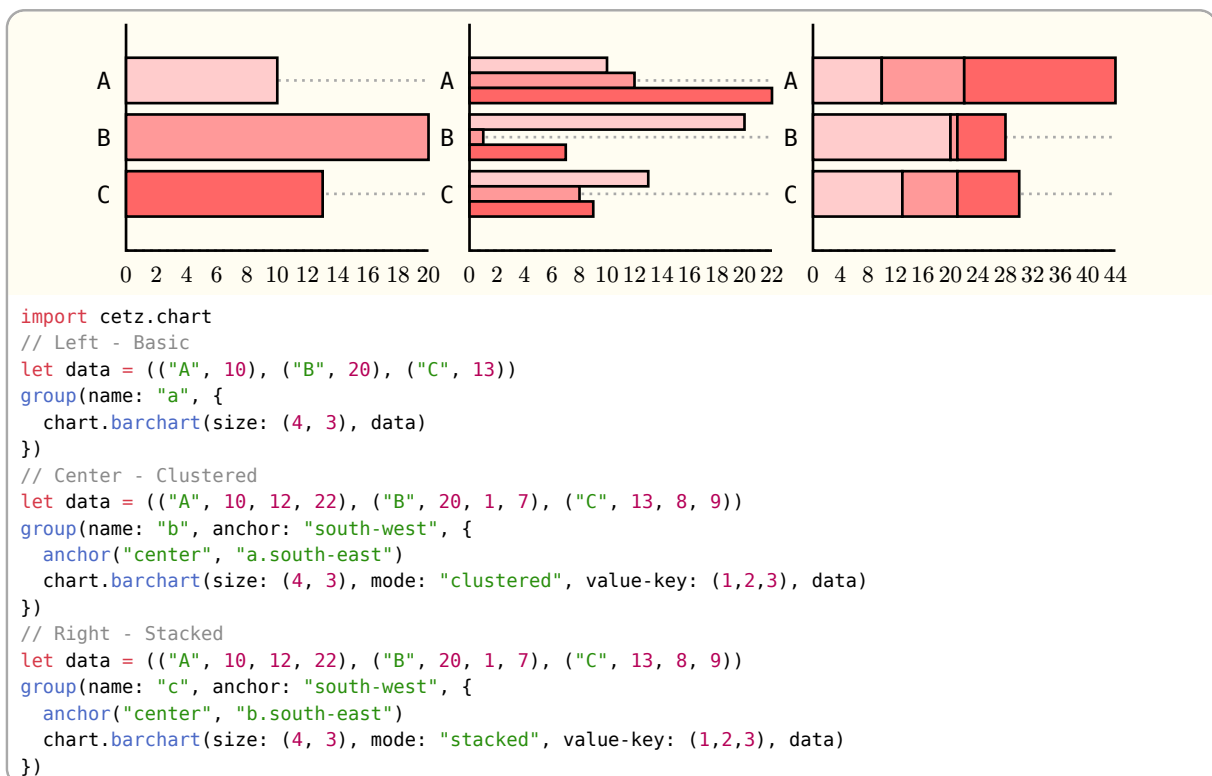 A A A
B B B
C C C
0 2 4 6 8 10 12 14 16 18 20 0 2 4 6 8 10 12 14 16 18 20 22 0 4 8 12 16 20 24 28 32 36 40 44
import cetz.chart
// Left - Basic
let data = (("A", 10), ("B", 20), ("C", 13))
group(name: "a", {
  chart.barchart(size: (4, 3), data)
})
// Center - Clustered
let data = (("A", 10, 12, 22), ("B", 20, 1, 7), ("C", 13, 8, 9))
group(name: "b", anchor: "south-west", {
  anchor("center", "a.south-east")
  chart.barchart(size: (4, 3), mode: "clustered", value-key: (1,2,3), data)
})
// Right - Stacked
let data = (("A", 10, 12, 22), ("B", 20, 1, 7), ("C", 13, 8, 9))
group(name: "c", anchor: "south-west", {
  anchor("center", "b.south-east")
  chart.barchart(size: (4, 3), mode: "stacked", value-key: (1,2,3), data)
})